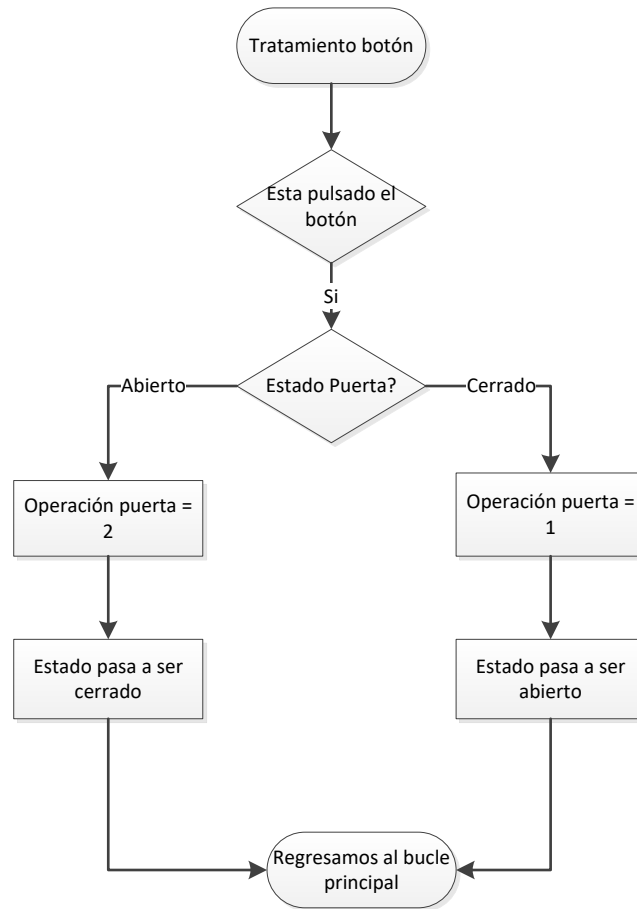 Tratamiento botón
Esta pulsado el
botón
Si
Estado Puerta?
Abierto
Cerrado
Operación puerta =
2
Operación puerta =
1
Estado pasa a ser
cerrado
Estado pasa a ser
abierto
Regresamos al bucle
principal